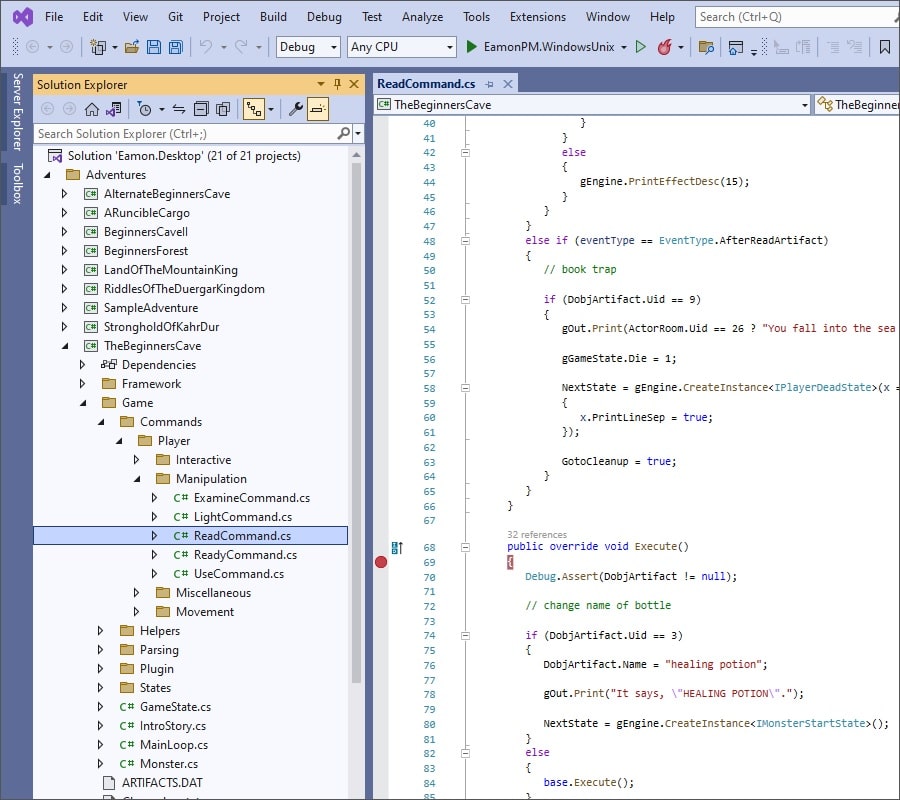 File Edit View Git Project Build Debug Test Analyze Tools Extensions Window Help Search (Ctrl+Q)
Debug Any CPU EamonPM.WindowsUnix
Server Explorer
Toolbox
Solution Explorer
Search Solution Explorer (Ctrl+;)
Solution 'Eamon.Desktop' (21 of 21 projects)
Adventures
C# AlternateBeginnersCave
C# ARuncibleCargo
C# BeginnersCaveII
C# BeginnersForest
C# LandOfTheMountainKing
C# RiddlesOfTheDuergarKingdom
C# SampleAdventure
C# StrongholdOfKahrDur
C# TheBeginnersCave
Dependencies
Framework
Game
Commands
Player
Interactive
Manipulation
C# ExamineCommand.cs
C# LightCommand.cs
C# ReadCommand.cs
C# ReadyCommand.cs
C# UseCommand.cs
Miscellaneous
Movement
Helpers
Parsing
Plugin
States
C# GameState.cs
C# IntroStory.cs
C# MainLoop.cs
C# Monster.cs
ARTIFACTS.DAT
ReadCommand.cs
C# TheBeginnersCave TheBeginner
40 }
41 }
42 else
43 {
44 gEngine.PrintEffectDesc(15);
45 }
46 }
47 }
48 else if (eventType == EventType.AfterReadArtifact)
49 {
50 // book trap
51
52 if (DobjArtifact.Uid == 9)
53 {
54 gOut.Print(ActorRoom.Uid == 26 ? "You fall into the sea
55
56 gGameState.Die = 1;
57
58 NextState = gEngine.CreateInstance<IPlayerDeadState>(x =
59 {
60 x.PrintLineSep = true;
61 });
62
63 GotoCleanup = true;
64 }
65 }
66 }
67
32 references
68 public override void Execute()
69 {
70 Debug.Assert(DobjArtifact != null);
71
72 // change name of bottle
73
74 if (DobjArtifact.Uid == 3)
75 {
76 DobjArtifact.Name = "healing potion";
77
78 gOut.Print("It says, \"HEALING POTION\".");
79
80 NextState = gEngine.CreateInstance<IMonsterStartState>();
81 }
82 else
83 {
84 base.Execute();
85 }